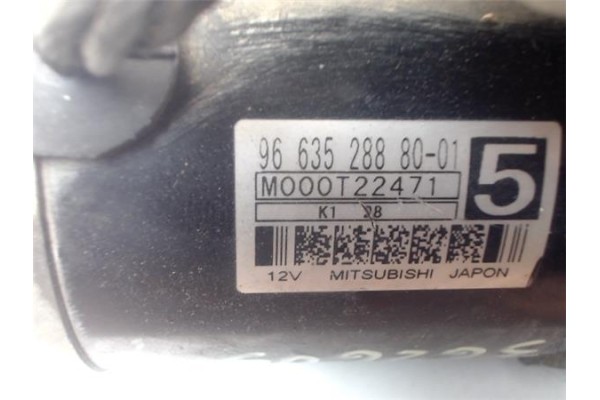 96 635 288 80-01
M000T22471
5
K1 28
12V MITSUBISHI JAPON